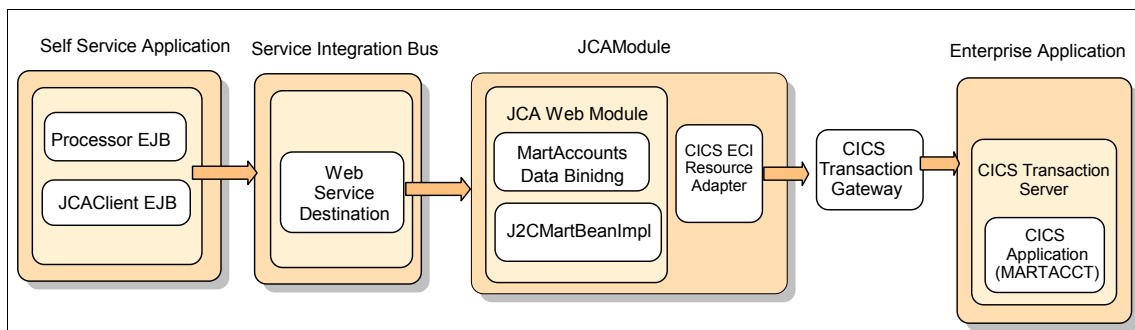 Self Service Application
Processor EJB
JCAClient EJB
Service Integration Bus
Web
Service
Destination
JCAModule
JCA Web Module
MartAccounts
Data Binidng
J2CMartBeanImpl
CICS ECI
Resource
Adapter
CICS
Transaction
Gateway
Enterprise Application
CICS Transaction
Server
CICS
Application
(MARTACCT)